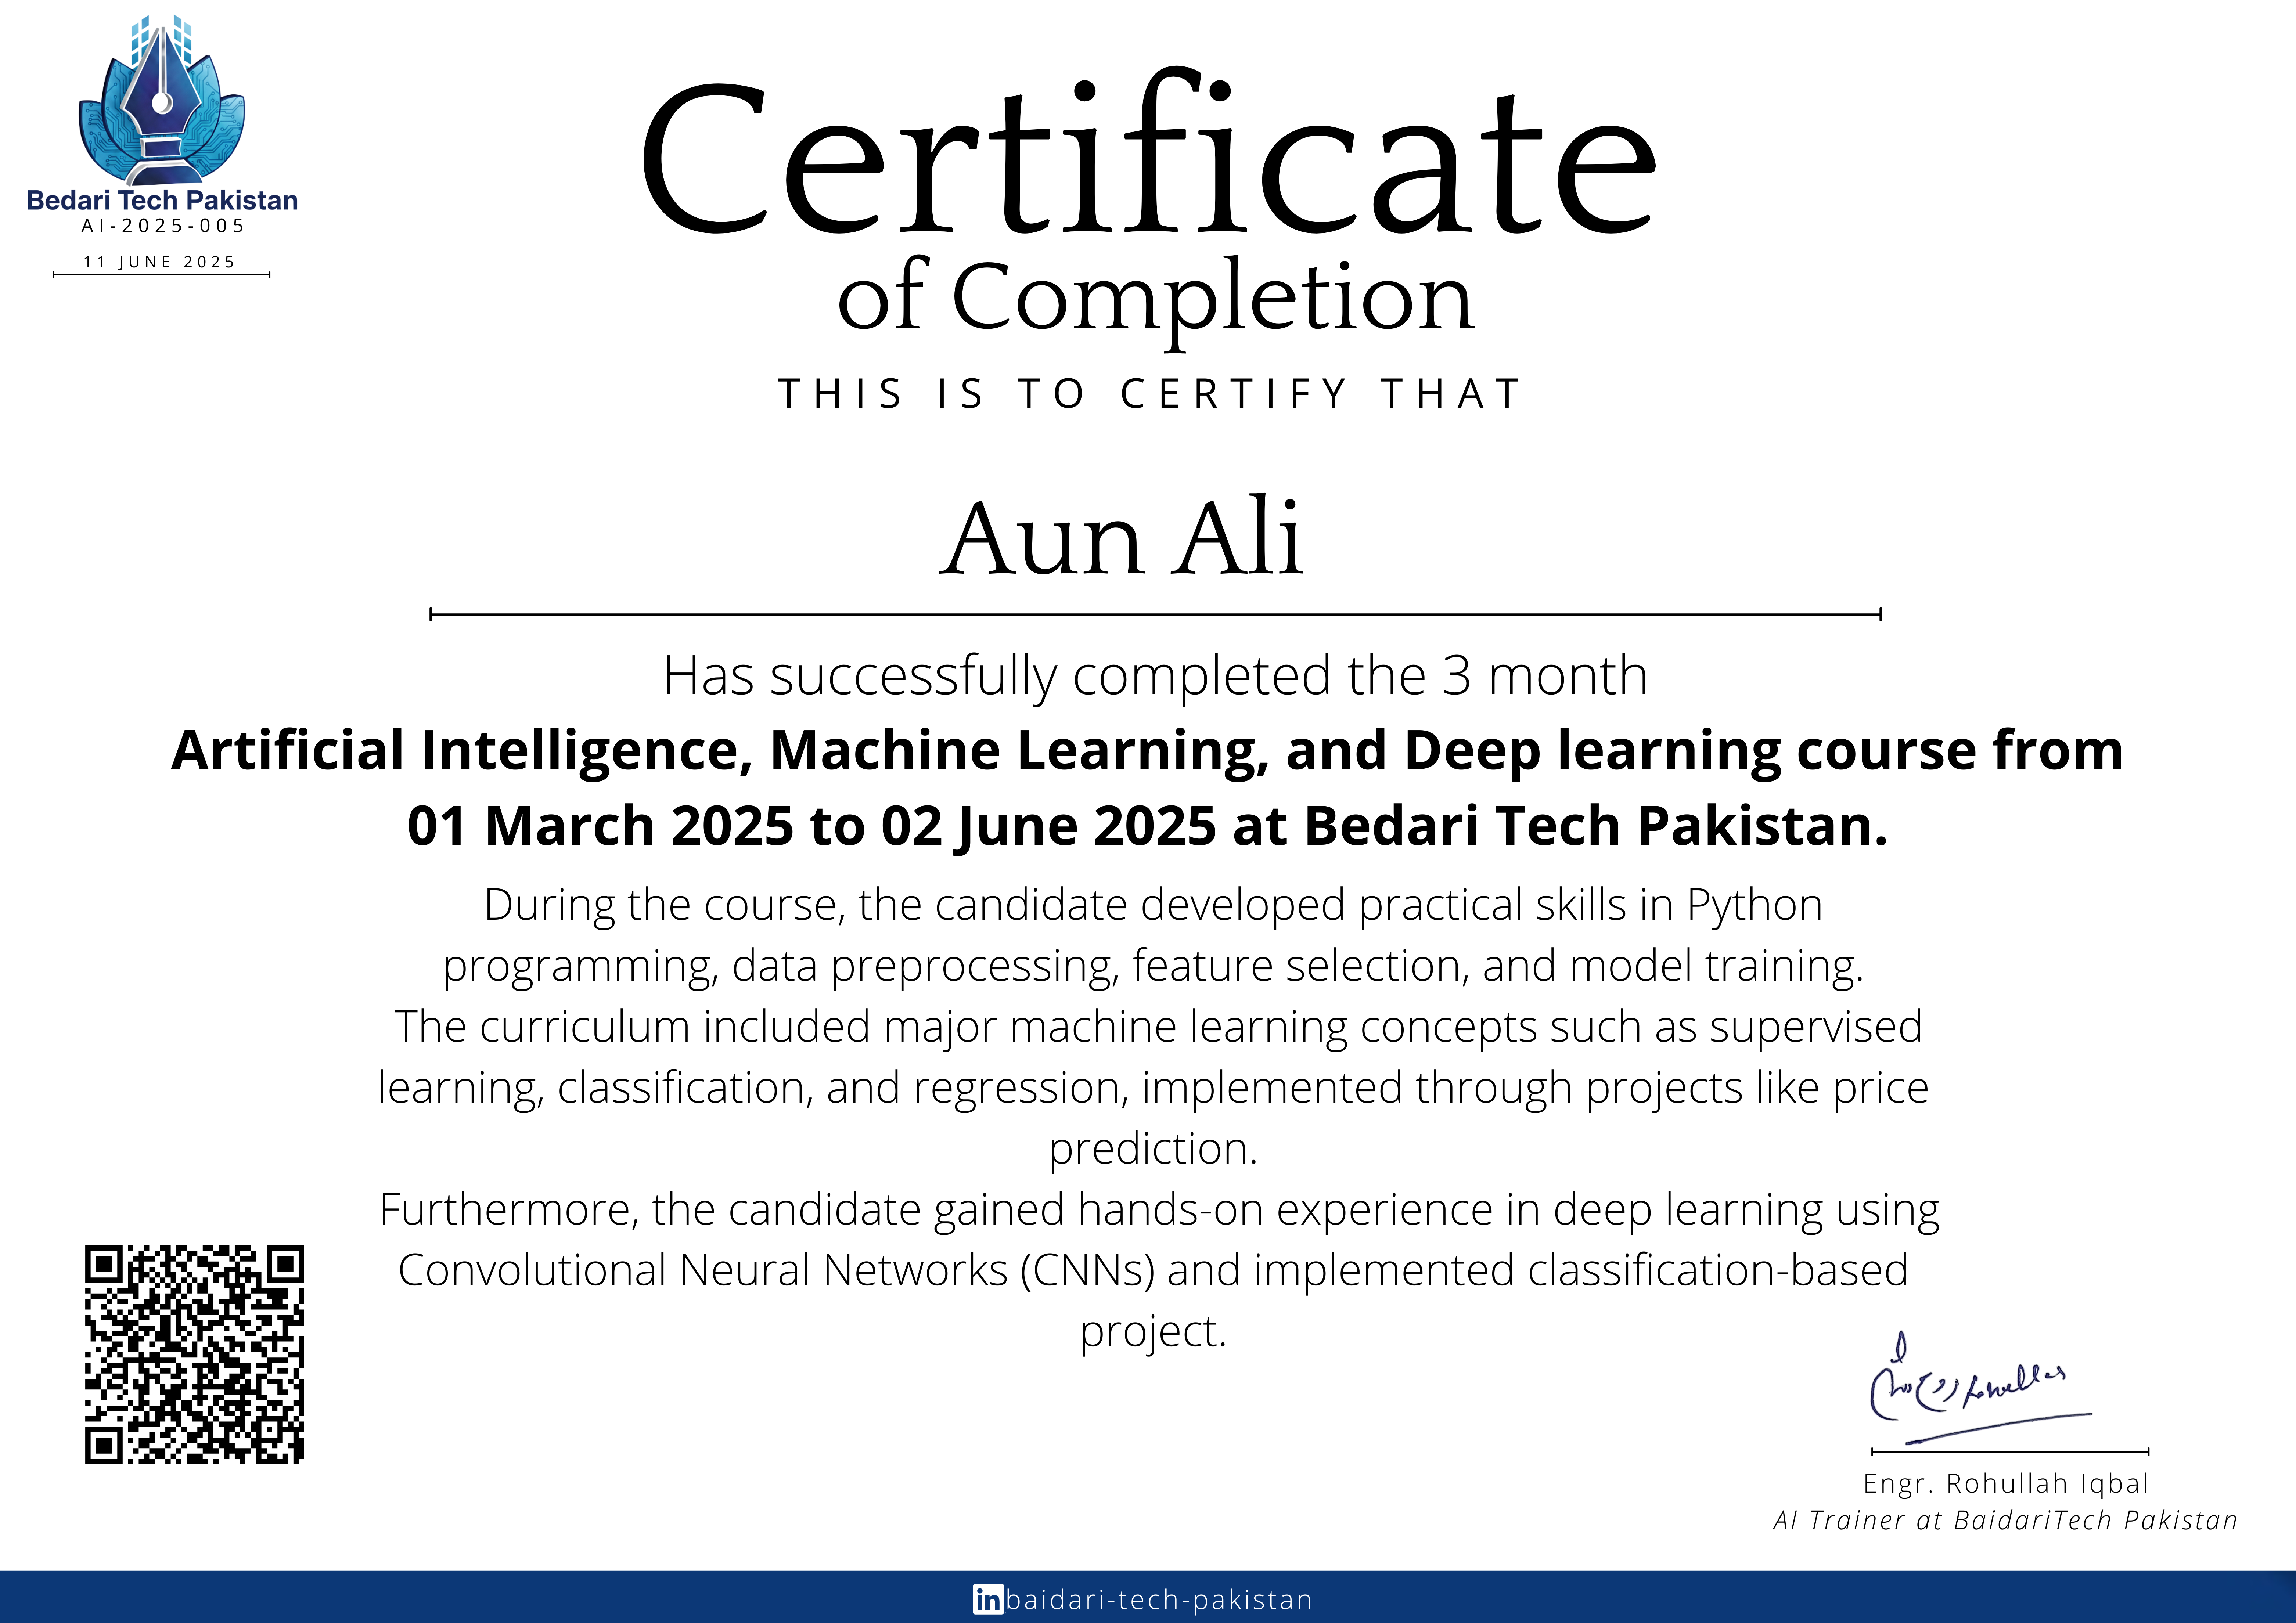 Bedari Tech Pakistan
AI-2025-005
11 JUNE 2025
Certificate
of Completion
THIS IS TO CERTIFY THAT
Aun Ali
Has successfully completed the 3 month
Artificial Intelligence, Machine Learning, and Deep learning course from
01 March 2025 to 02 June 2025 at Bedari Tech Pakistan.
During the course, the candidate developed practical skills in Python
programming, data preprocessing, feature selection, and model training.
The curriculum included major machine learning concepts such as supervised
learning, classification, and regression, implemented through projects like price
prediction.
Furthermore, the candidate gained hands-on experience in deep learning using
Convolutional Neural Networks (CNNs) and implemented classification-based
project.
Engr. Rohullah Iqbal
AI Trainer at BaidariTech Pakistan
in baidari-tech-pakistan